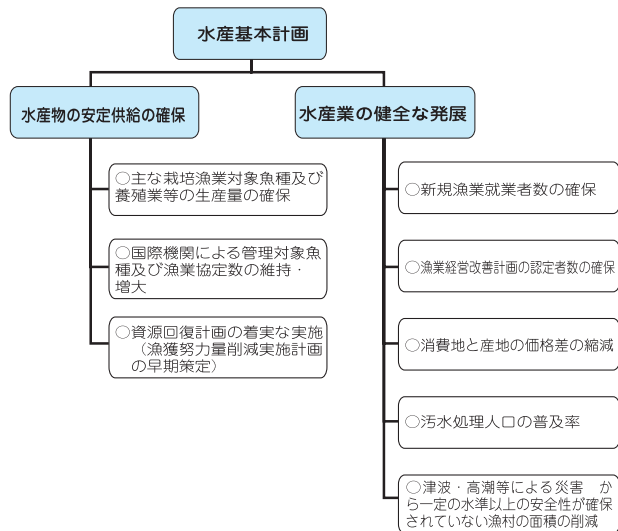 水産基本計画
水産物の安定供給の確保
○主な栽培漁業対象魚種及び
養殖業等の生産量の確保
○国際機関による管理対象魚
種及び漁業協定数の維持・
増大
○資源回復計画の着実な実施
（漁獲努力量削減実施計画
の早期策定）
水産業の健全な発展
○新規漁業就業者数の確保
○漁業経営改善計画の認定者数の確保
○消費地と産地の価格差の縮減
○汚水処理人口の普及率
○津波・高潮等による災害　か
ら一定の水準以上の安全性が確保
されていない漁村の面積の削減